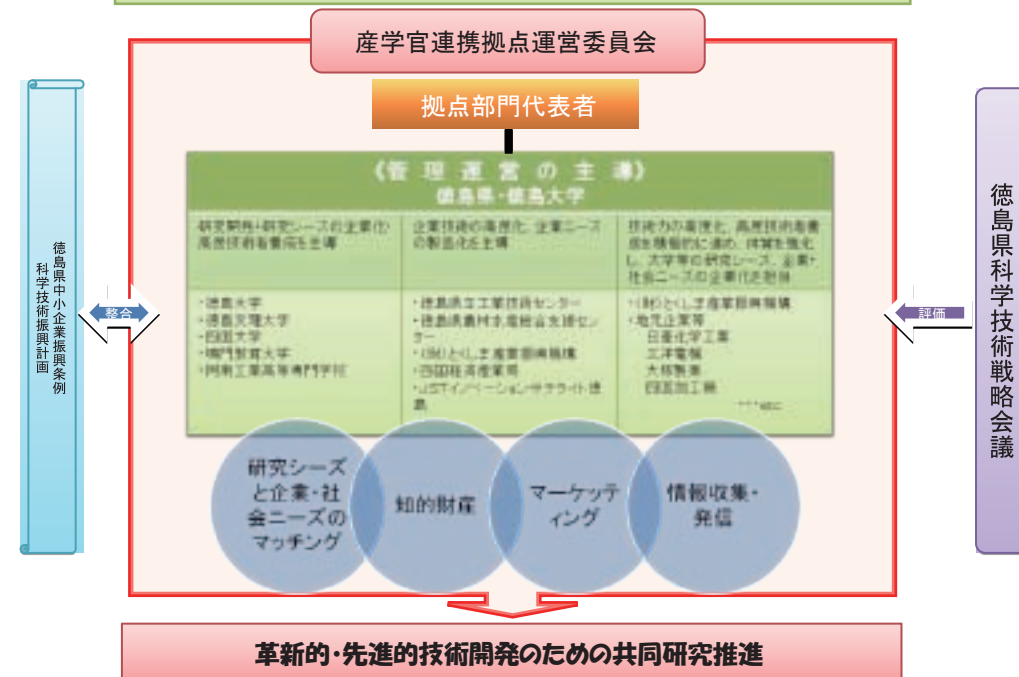 産学官連携拠点運営委員会
拠点部門代表者
《管理運営の主導》
徳島県・徳島大学
研究開発・研究シーズの企業化・
高度技術者養成を主導
企業技術の高度化、企業ニーズ
の製造化を主導
技術力の高度化、高度技術者養
成を積極的に進め、体質を強化
し、大学等の研究シーズ、企業・
社会ニーズの企業化を担当
・徳島大学
・徳島文理大学
・四国大学
・鳴門教育大学
・阿南工業高等専門学校
・徳島県立工業技術センター
・徳島県農林水産総合支援セン
ター
・(財)とくしま産業振興機構
・四国経済産業局
・JSTイノベーションサテライト徳
島
・(財)とくしま産業振興機構
・地元企業等
日亜化学工業
三洋電機
大塚製薬
四国加工機
・・・etc
研究シーズ
と企業・社
会ニーズの
マッチング
知的財産
マーケッテ
ィング
情報収集・
発信
徳島県中小企業振興条例
科学技術振興計画
整合
評価
徳島県科学技術戦略会議
革新的・先進的技術開発のための共同研究推進